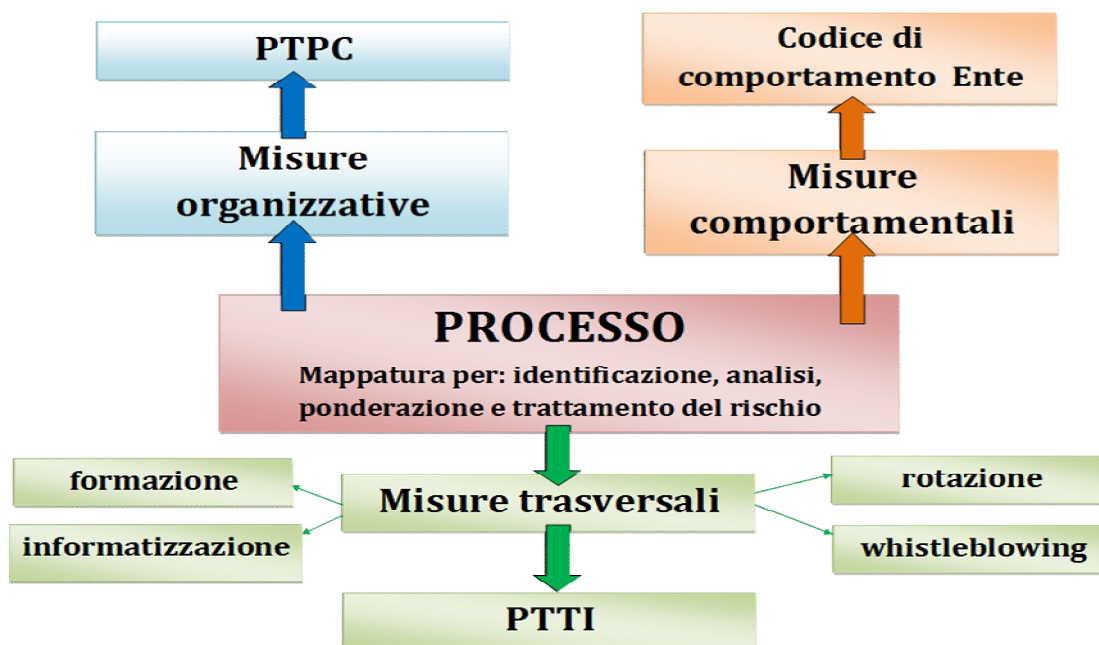 PTPC
Codice di
comportamento Ente
Misure
organizzative
Misure
comportamentali
PROCESSO
Mappatura per: identificazione, analisi,
ponderazione e trattamento del rischio
formazione
Misure trasversali
rotazione
informatizzazione
whistleblowing
PTTI